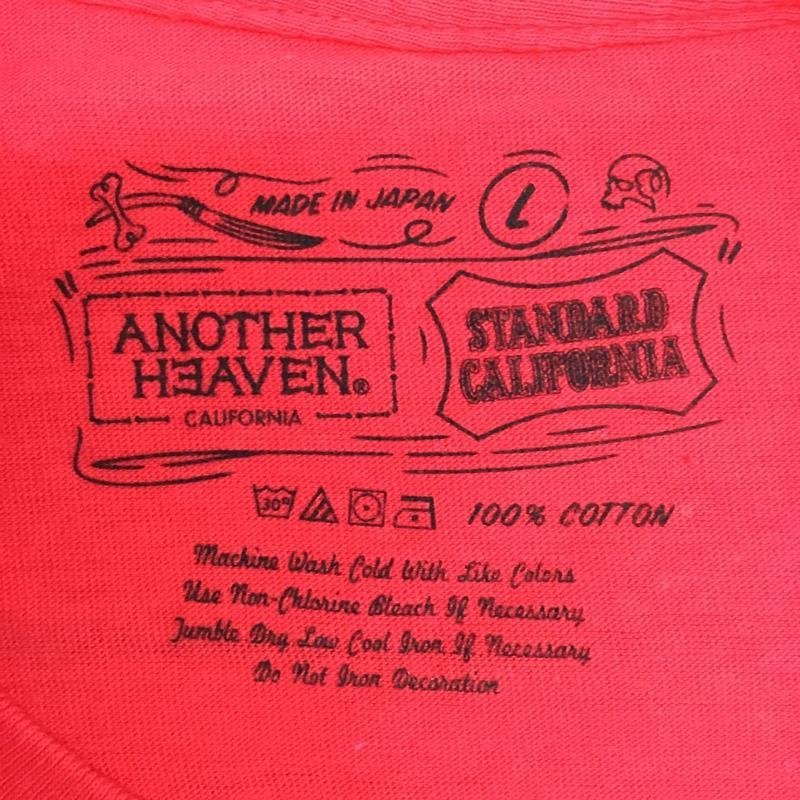 MADE IN JAPAN L
ANOTHER
HEAVEN®
CALIFORNIA
STANDARD
CALIFORNIA
30°
100% COTTON
Machine Wash Cold With Like Colors
Use Non-Chlorine Bleach If Necessary
Tumble Dry Low Cool Iron If Necessary
Do Not Iron Decoration